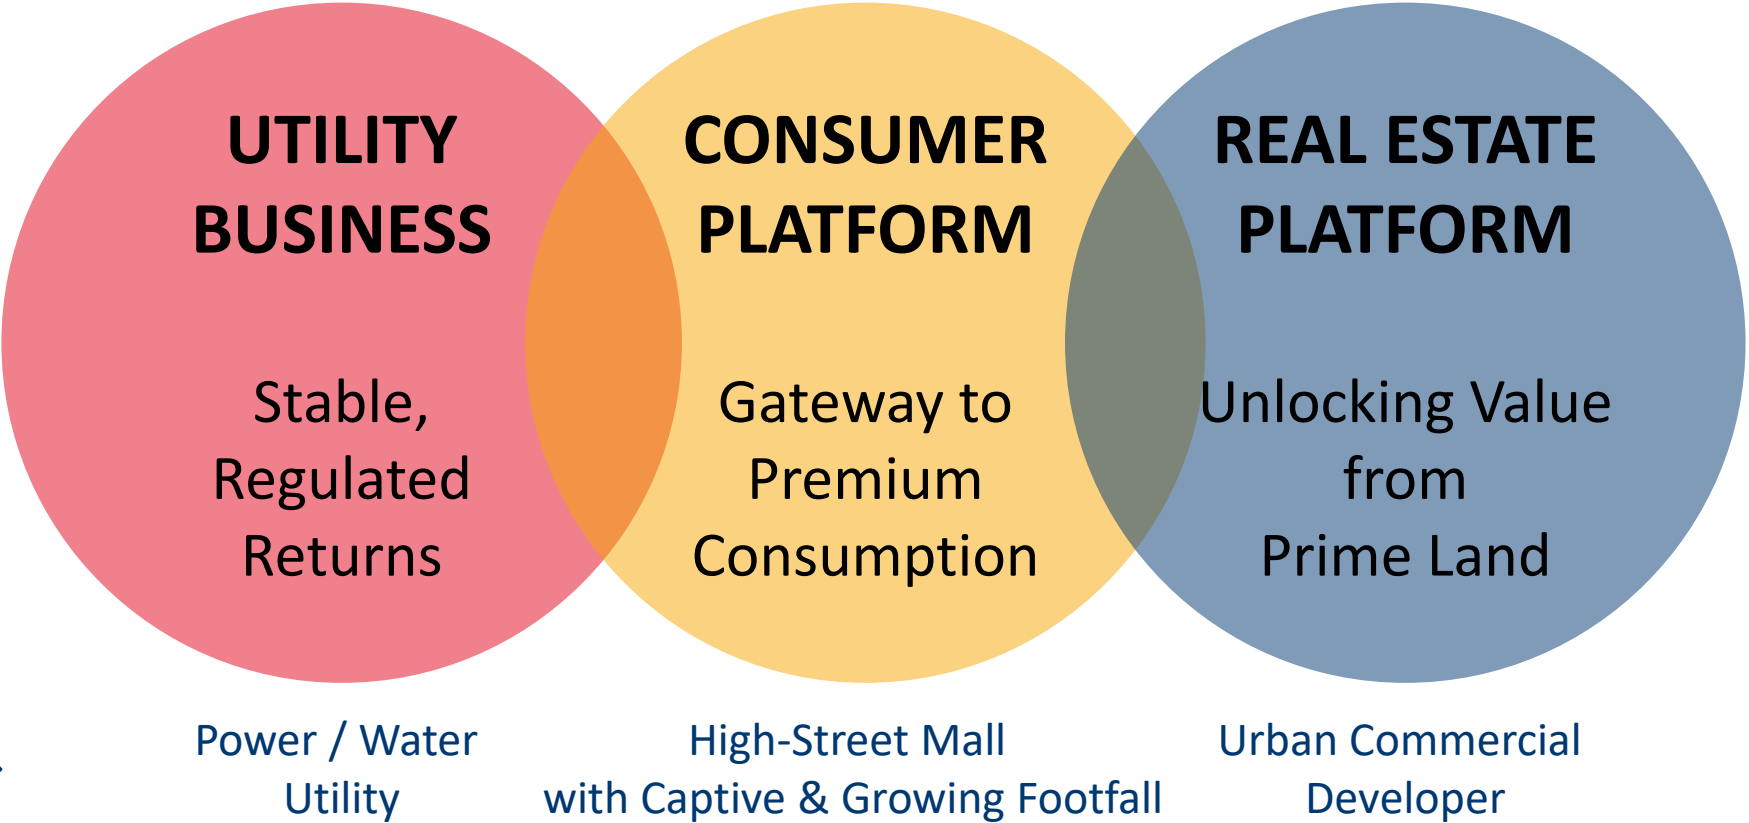 UTILITY
BUSINESS
Stable,
Regulated
Returns
Power / Water
Utility
CONSUMER
PLATFORM
Gateway to
Premium
Consumption
High-Street Mall
with Captive & Growing Footfall
REAL ESTATE
PLATFORM
Unlocking Value
from
Prime Land
Urban Commercial
Developer